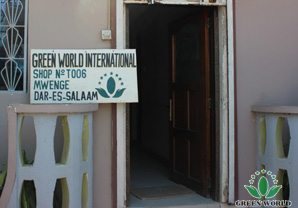 GREEN WORLD INTERNATIONAL
SHOP Nº T006
MWENGE
DAR-ES-SALAAM
GREEN WORLD